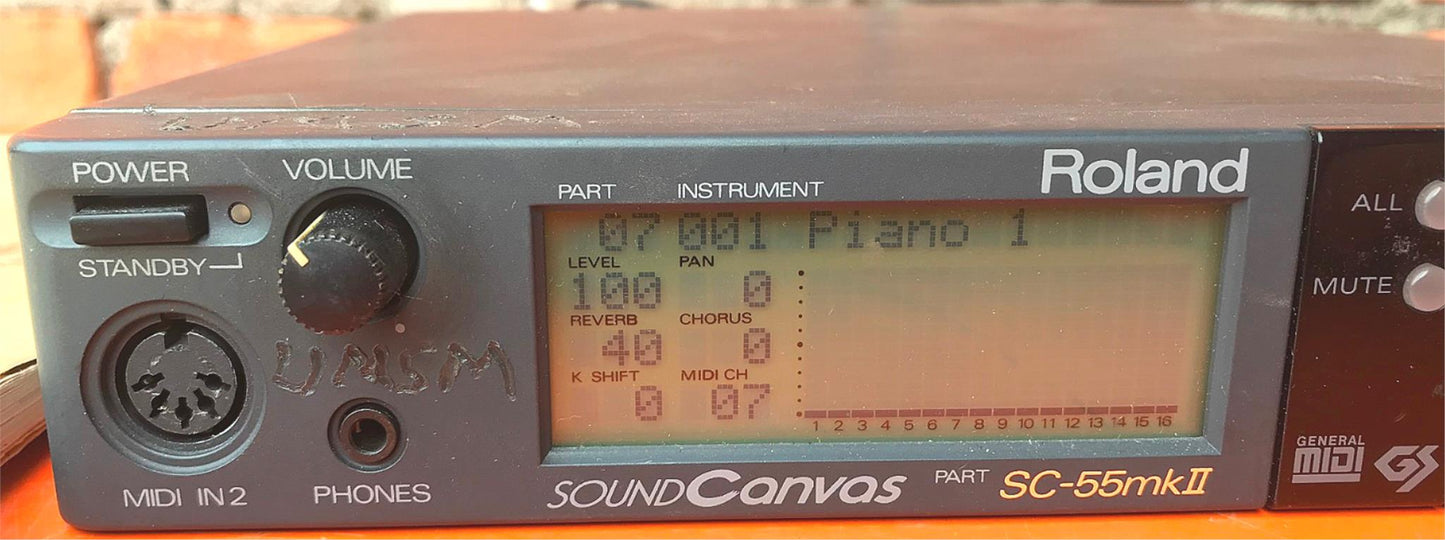 UNSM
POWER
VOLUME
STANDBY
UMSM
MIDI IN 2
PHONES
PART INSTRUMENT
07 001 Piano 1
LEVEL PAN
100 0
REVERB CHORUS
40 0
K SHIFT MIDI CH
0 07
1 2 3 4 5 6 7 8 9 10 11 12 13 14 15 16
SOUND Canvas PART SC-55mkII
Roland
ALL
MUTE
GENERAL
MIDI GS